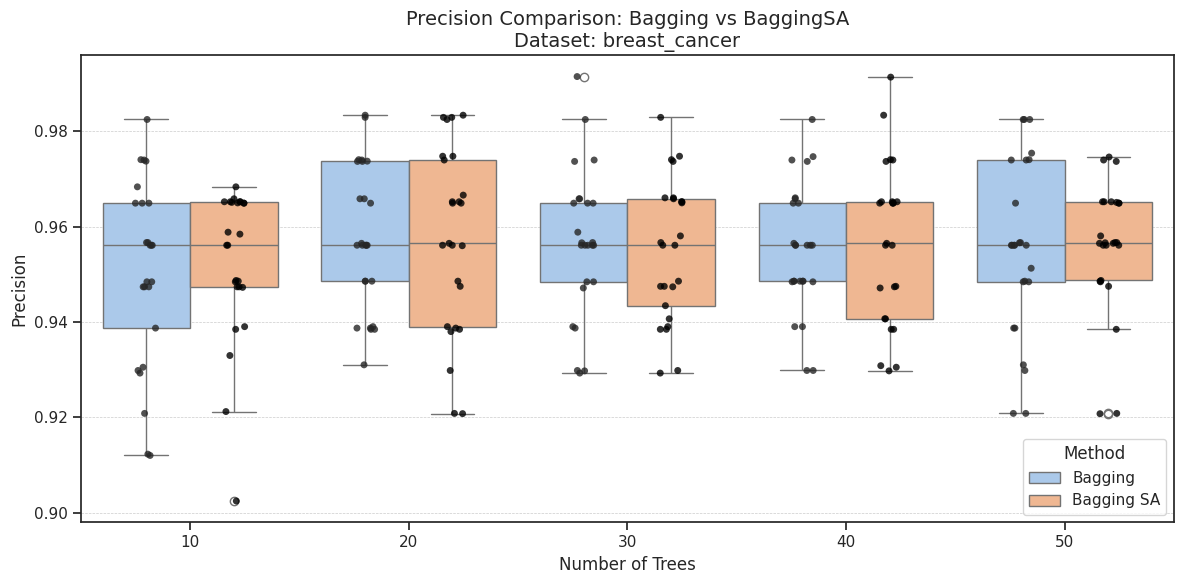 Precision Comparison: Bagging vs BaggingSA
Dataset: breast_cancer
Precision
0.98
0.96
0.94
0.92
0.90
10
20
30
40
50
Number of Trees
Method
Bagging
Bagging SA